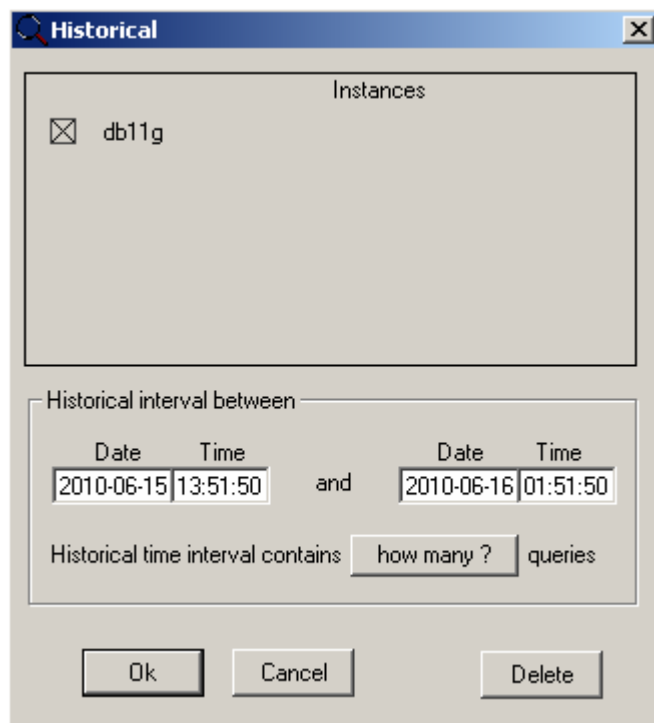 Historical
Instances
db11g
Historical interval between
Date Time Date Time
2010-06-15 13:51:50 and 2010-06-16 01:51:50
Historical time interval contains how many ? queries
Ok Cancel Delete